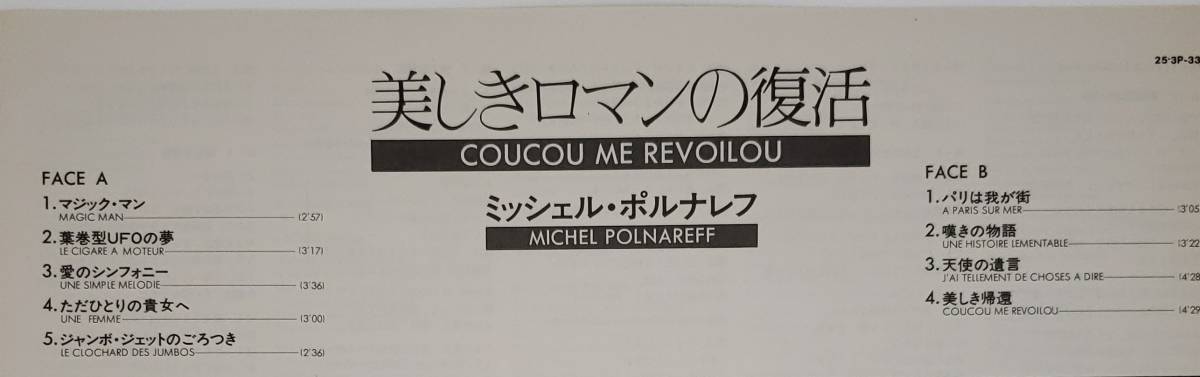 25·3P-33
美しきロマンの復活
COUCOU ME REVOILOU
ミッシェル・ポルナレフ
MICHEL POLNAREFF
FACE A
1.マジック・マン
MAGIC MAN (2'57)
2.葉巻型UFOの夢
LE CIGARE A MOTEUR (3'17)
3.愛のシンフォニー
UNE SIMPLE MELODIE (3'36)
4.ただひとりの貴女へ
UNE FEMME (3'00)
5.ジャンボ・ジェットのごろつき
LE CLOCHARD DES JUMBOS (2'36)
FACE B
1.パリは我が街
A PARIS SUR MER (3'05
2.嘆きの物語
UNE HISTOIRE LEMENTABLE (3'22
3.天使の遺言
J'AI TELLEMENT DE CHOSES A DIRE (4'28
4.美しき帰還
COUCOU ME REVOILOU (4'29